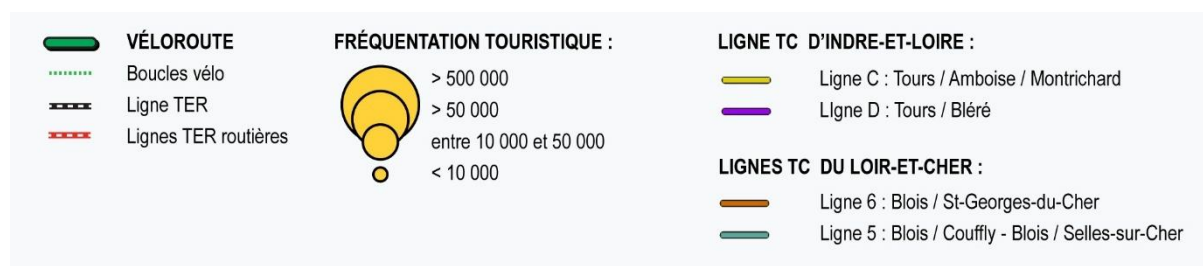 VÉLOROUTE
Boucles vélo
Ligne TER
Lignes TER routières
FRÉQUENTATION TOURISTIQUE :
> 500 000
> 50 000
entre 10 000 et 50 000
< 10 000
LIGNE TC D'INDRE-ET-LOIRE :
Ligne C : Tours / Amboise / Montrichard
LIgne D : Tours / Bléré
LIGNES TC DU LOIR-ET-CHER :
Ligne 6 : Blois / St-Georges-du-Cher
Ligne 5 : Blois / Couffly - Blois / Selles-sur-Cher